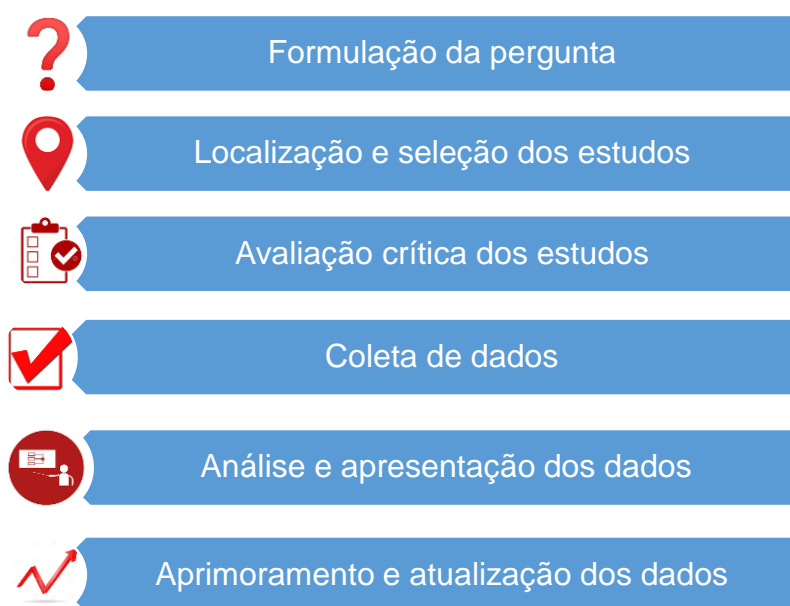 Formulação da pergunta
Localização e seleção dos estudos
Avaliação crítica dos estudos
Coleta de dados
Análise e apresentação dos dados
Aprimoramento e atualização dos dados